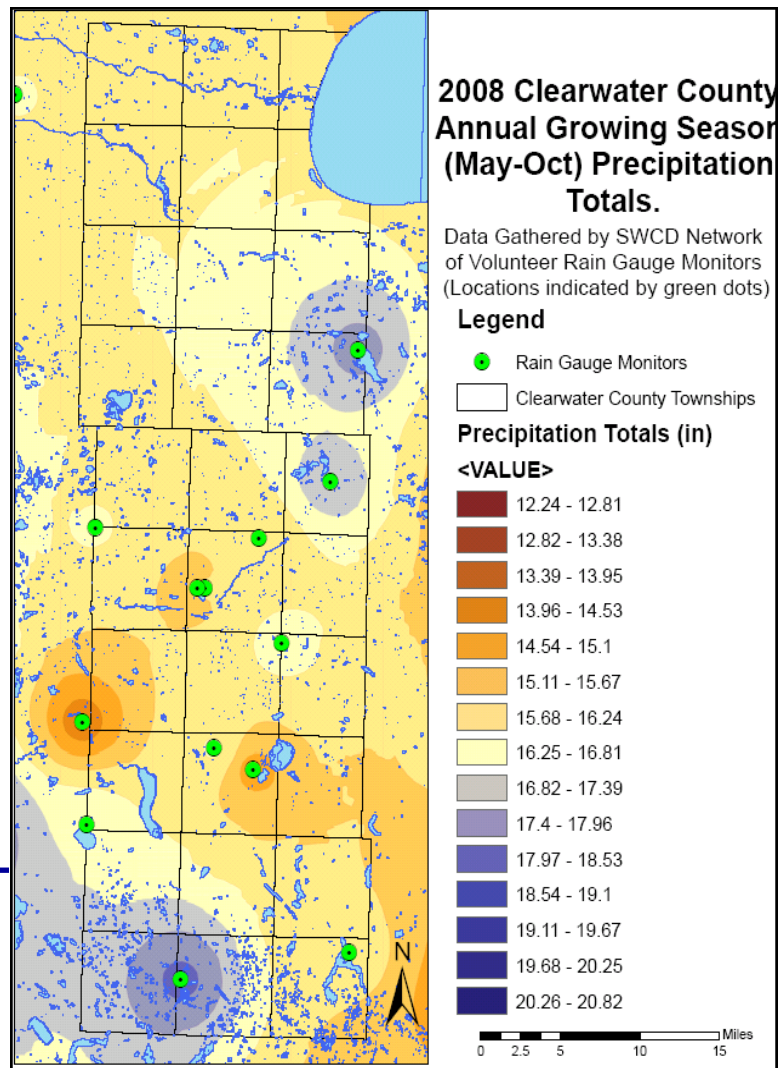 2008 Clearwater County
Annual Growing Season
(May-Oct) Precipitation
Totals.
Data Gathered by SWCD Network
of Volunteer Rain Gauge Monitors
(Locations indicated by green dots)
Legend
Rain Gauge Monitors
Clearwater County Townships
Precipitation Totals (in)
<VALUE>
12.24 - 12.81
12.82 - 13.38
13.39 - 13.95
13.96 - 14.53
14.54 - 15.1
15.11 - 15.67
15.68 - 16.24
16.25 - 16.81
16.82 - 17.39
17.4 - 17.96
17.97 - 18.53
18.54 - 19.1
19.11 - 19.67
19.68 - 20.25
20.26 - 20.82
N
Miles
0 2.5 5 10 15